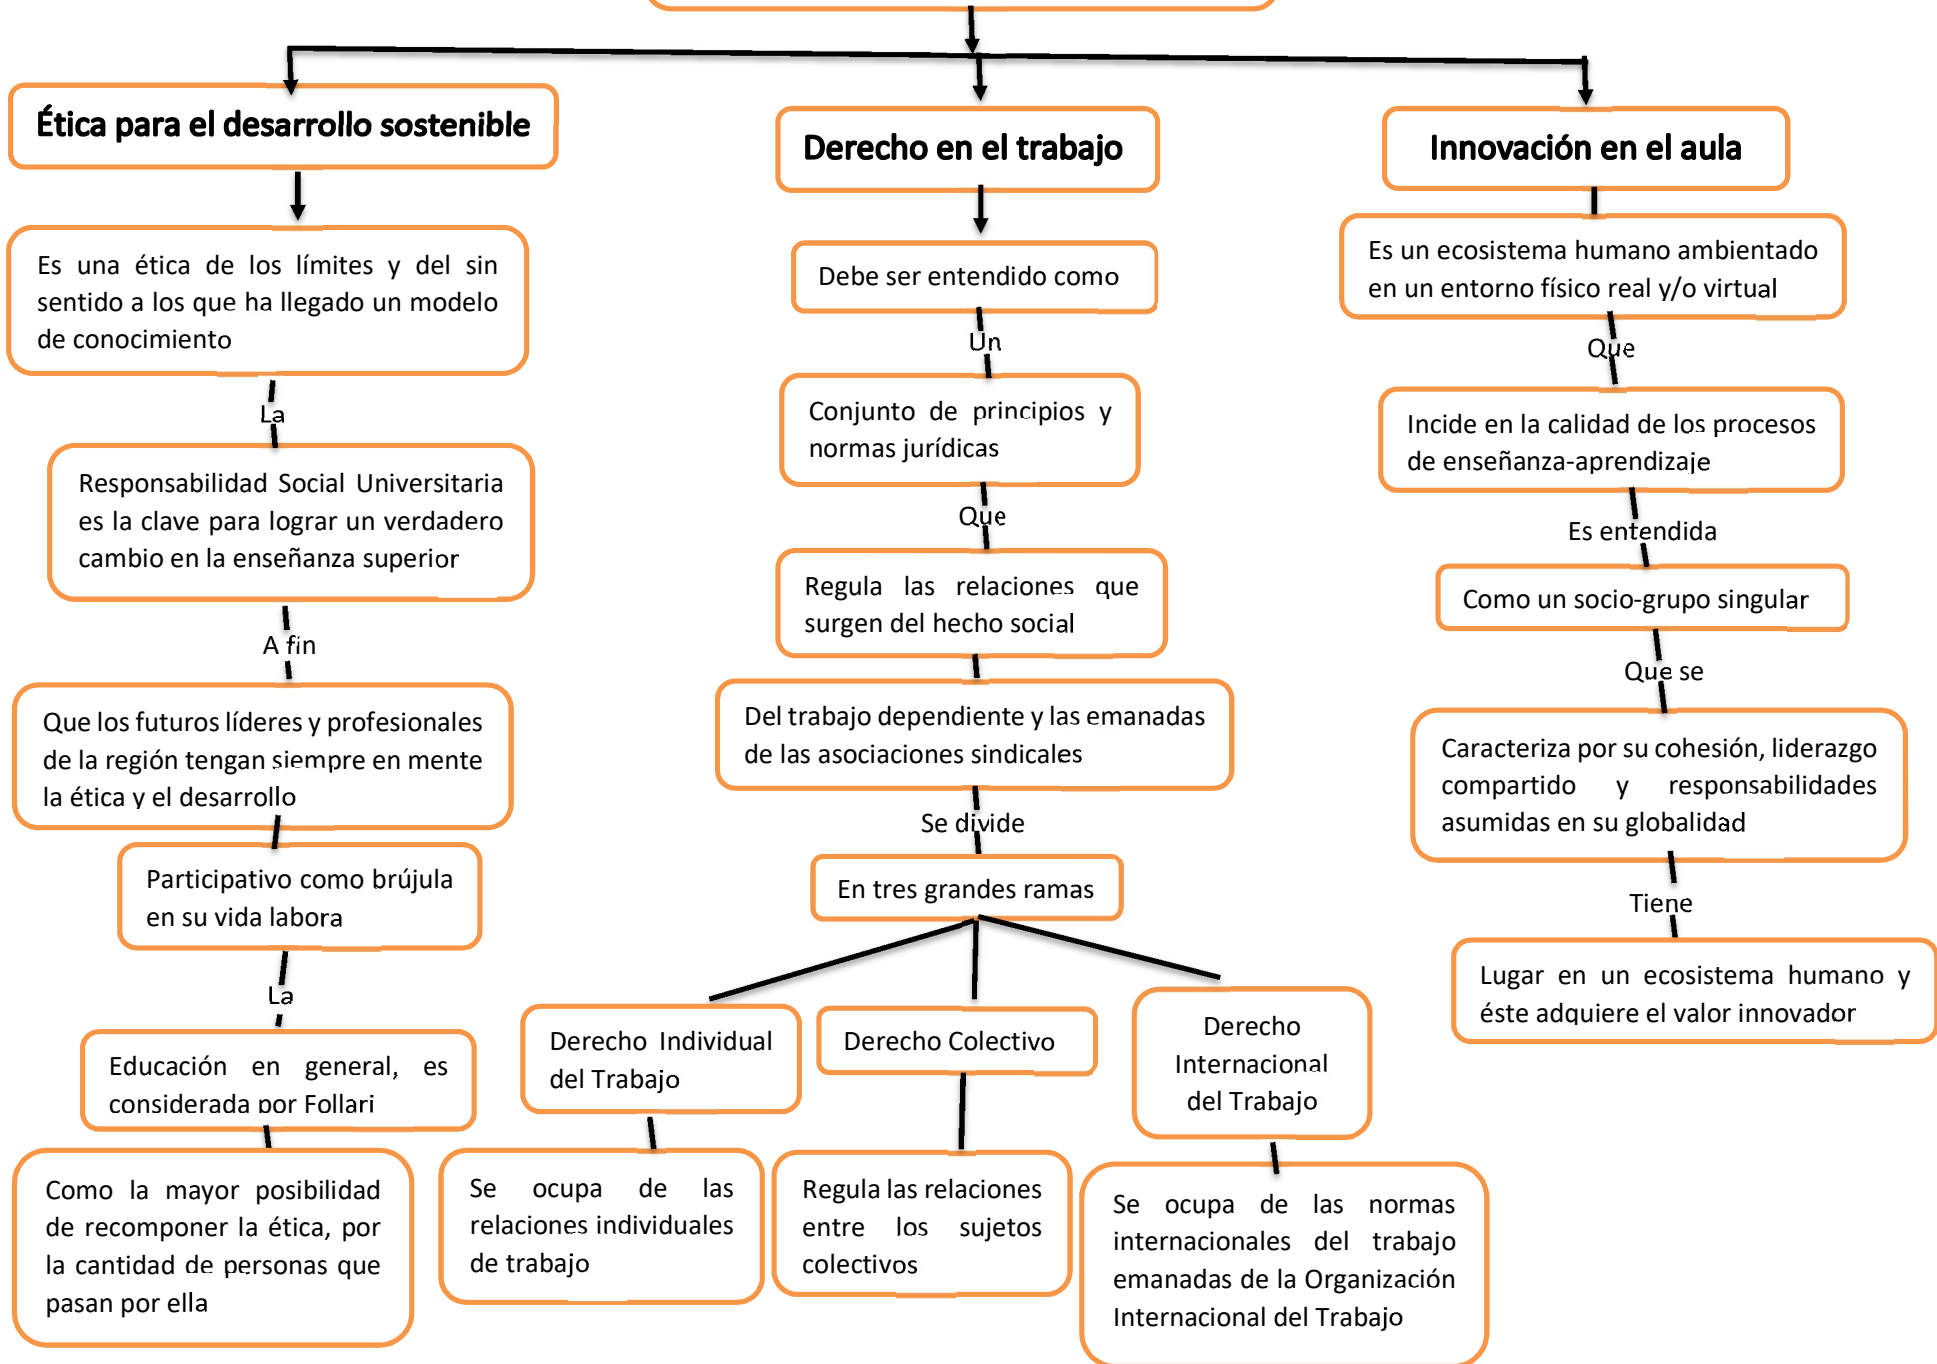 Ética para el desarrollo sostenible
Es una ética de los límites y del sin
sentido a los que ha llegado un modelo
de conocimiento
La
Responsabilidad Social Universitaria
es la clave para lograr un verdadero
cambio en la enseñanza superior
A fin
Que los futuros líderes y profesionales
de la región tengan siempre en mente
la ética y el desarrollo
Participativo como brújula
en su vida labora
La
Educación en general, es
considerada por Follari
Como la mayor posibilidad
de recomponer la ética, por
la cantidad de personas que
pasan por ella
Derecho en el trabajo
Debe ser entendido como
Un
Conjunto de principios y
normas jurídicas
Que
Regula las relaciones que
surgen del hecho social
Del trabajo dependiente y las emanadas
de las asociaciones sindicales
Se divide
En tres grandes ramas
Derecho Individual
del Trabajo
Se ocupa de las
relaciones individuales
de trabajo
Derecho Colectivo
Regula las relaciones
entre los sujetos
colectivos
Derecho
Internacional
del Trabajo
Se ocupa de las normas
internacionales del trabajo
emanadas de la Organización
Internacional del Trabajo
Innovación en el aula
Es un ecosistema humano ambientado
en un entorno físico real y/o virtual
Que
Incide en la calidad de los procesos
de enseñanza-aprendizaje
Es entendida
Como un socio-grupo singular
Que se
Caracteriza por su cohesión, liderazgo
compartido y responsabilidades
asumidas en su globalidad
Tiene
Lugar en un ecosistema humano y
éste adquiere el valor innovador